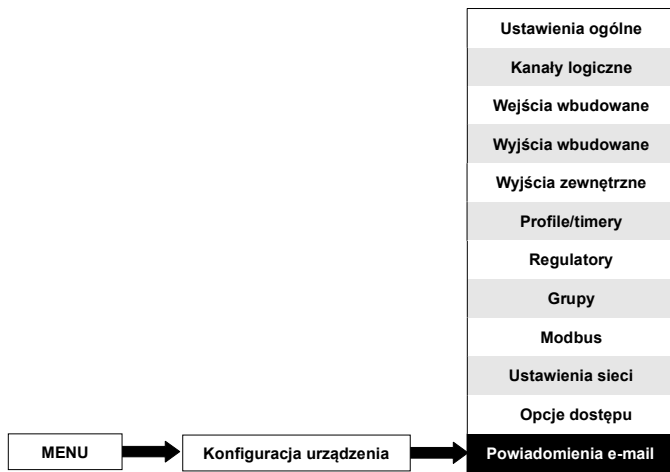 Ustawienia ogólne
Kanały logiczne
Wejścia wbudowane
Wyjścia wbudowane
Wyjścia zewnętrzne
Profile/timery
Regulatory
Grupy
Modbus
Ustawienia sieci
Opcje dostępu
MENU Konfiguracja urządzenia Powiadomienia e-mail